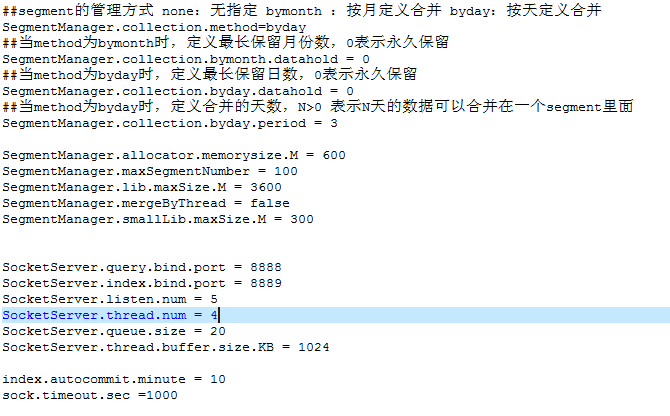 ##segment的管理方式 none：无指定 bymonth ：按月定义合并 byday：按天定义合并
SegmentManager.collection.method=byday
##当method为bymonth时，定义最长保留月份数，0表示永久保留
SegmentManager.collection.bymonth.datahold = 0
##当method为byday时，定义最长保留日数，0表示永久保留
SegmentManager.collection.byday.datahold = 0
##当method为byday时，定义合并的天数，N>0 表示N天的数据可以合并在一个segment里面
SegmentManager.collection.byday.period = 3
SegmentManager.allocator.memorysize.M = 600
SegmentManager.maxSegmentNumber = 100
SegmentManager.lib.maxSize.M = 3600
SegmentManager.mergeByThread = false
SegmentManager.smallLib.maxSize.M = 300
SocketServer.query.bind.port = 8888
SocketServer.index.bind.port = 8889
SocketServer.listen.num = 5
SocketServer.thread.num = 4
SocketServer.queue.size = 20
SocketServer.thread.buffer.size.KB = 1024
index.autocommit.minute = 10
sock.timeout.sec =1000